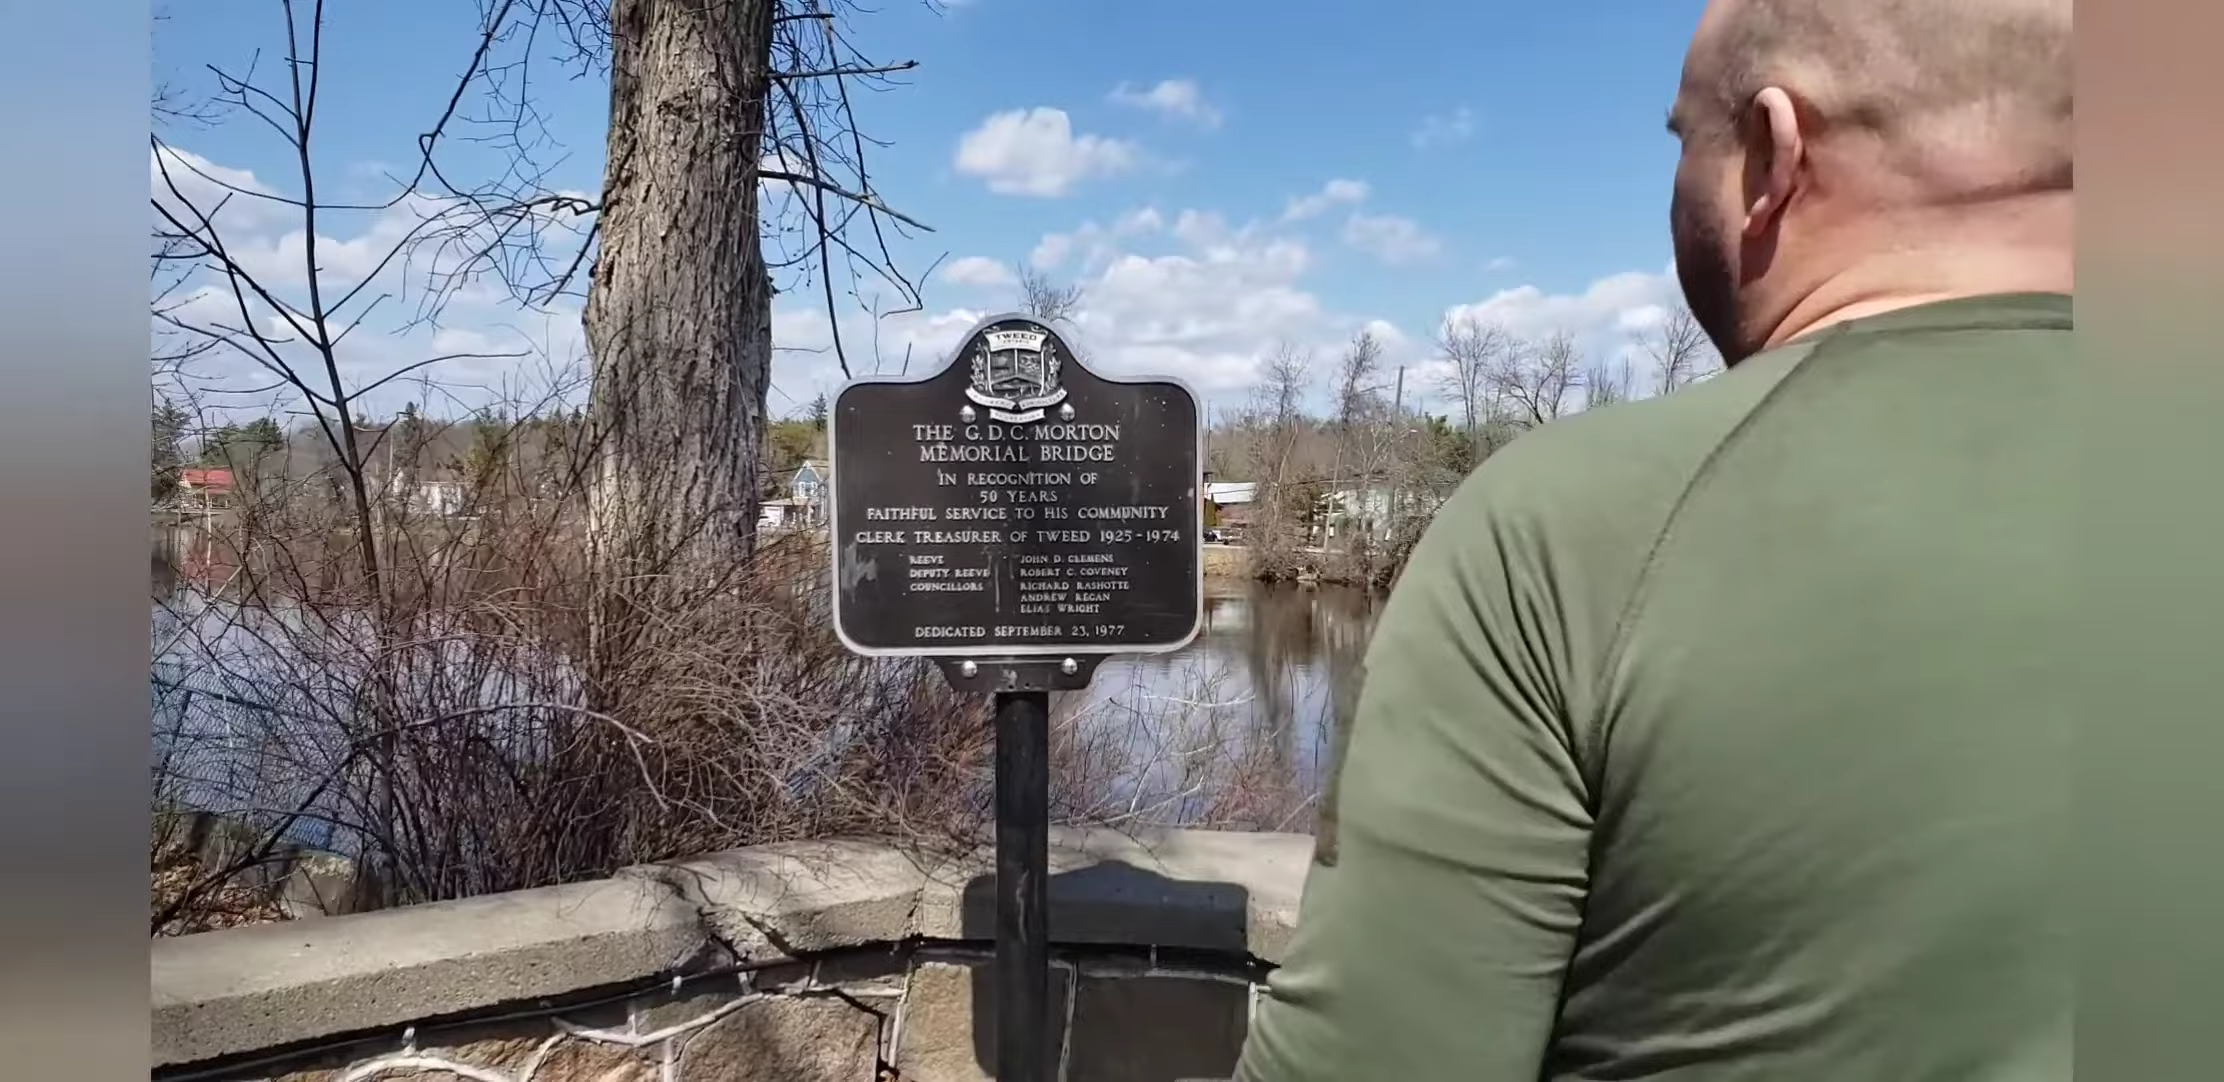 TWEED
ONTARIO
THE G. D. C. MORTON
MEMORIAL BRIDGE
IN RECOGNITION OF
50 YEARS
FAITHFUL SERVICE TO HIS COMMUNITY
CLERK TREASURER OF TWEED 1925-1974
REEVE JOHN D. CLEMENS
DEPUTY REEVE ROBERT C. COVENEY
COUNCILLORS RICHARD RASHOTTE
ANDREW REGAN
ELIAS WRIGHT
DEDICATED SEPTEMBER 23, 1977